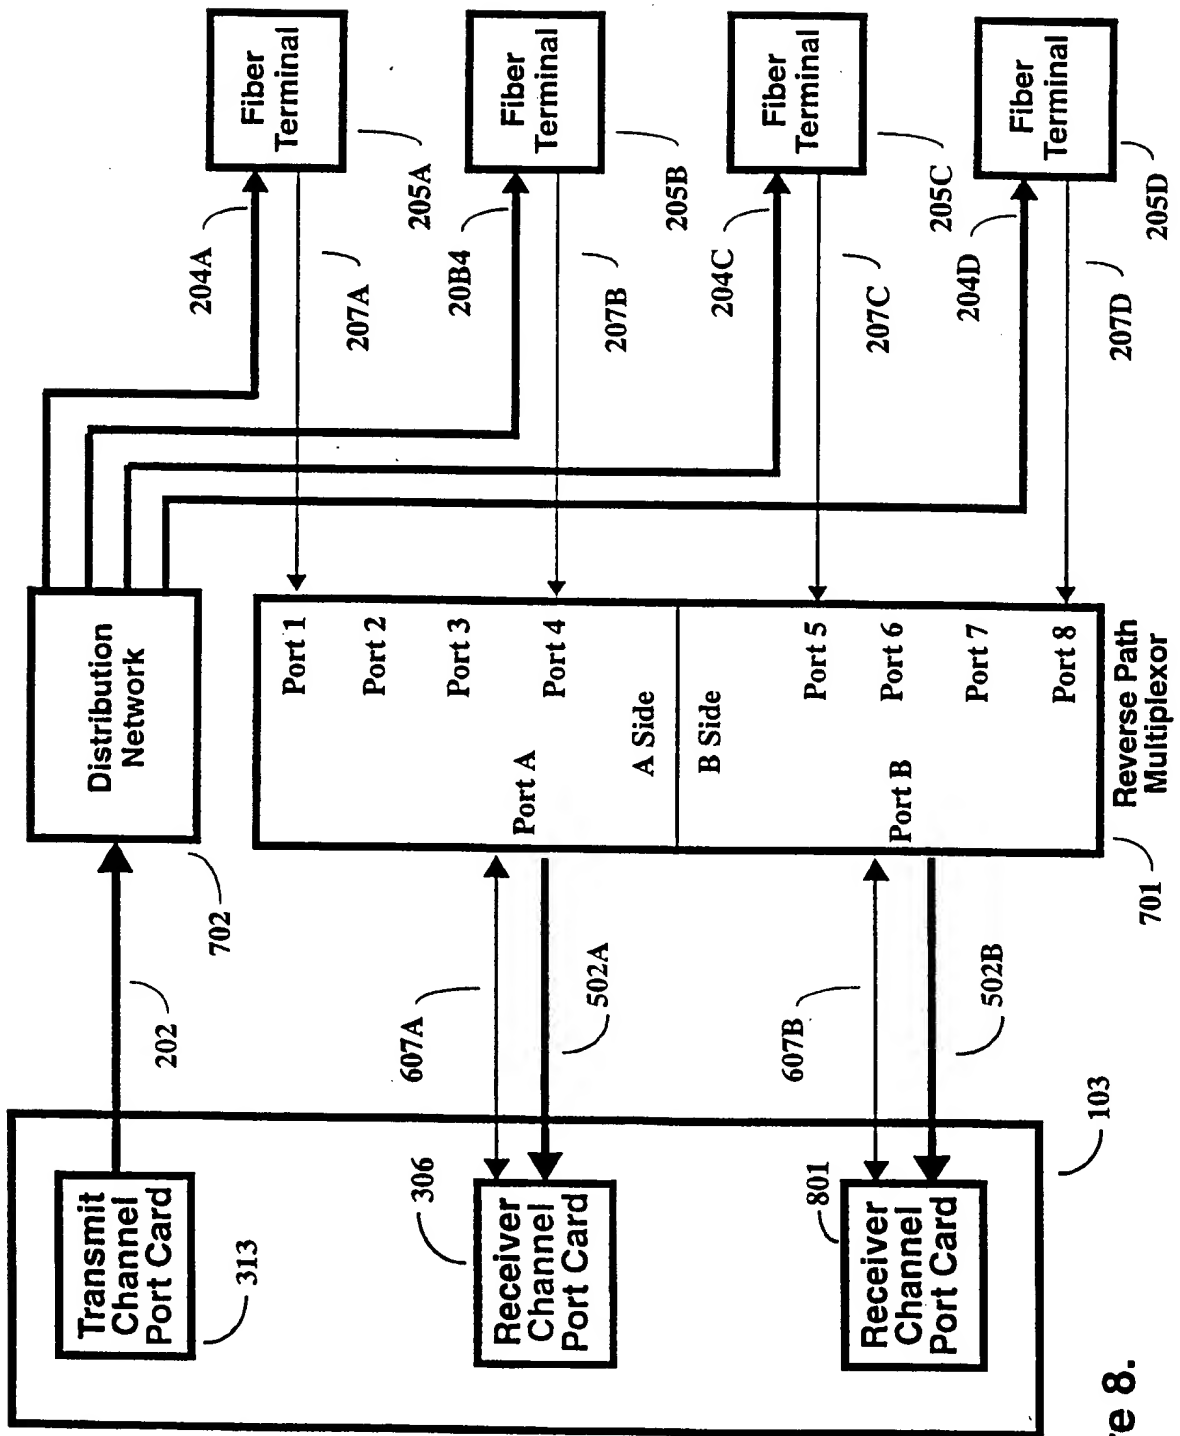 Transmit
Channel
Port Card
313
202
Distribution
Network
702
Receiver
Channel
Port Card
306
607A
502A
Receiver
Channel
Port Card
801
607B
502B
103
Port A
A Side
B Side
Port B
Port 1
Port 2
Port 3
Port 4
Port 5
Port 6
Port 7
Port 8
Reverse Path
Multiplexor
701
204A
207A
Fiber
Terminal
205A
20B4
207B
Fiber
Terminal
205B
204C
207C
Fiber
Terminal
205C
204D
207D
Fiber
Terminal
205D
re 8.